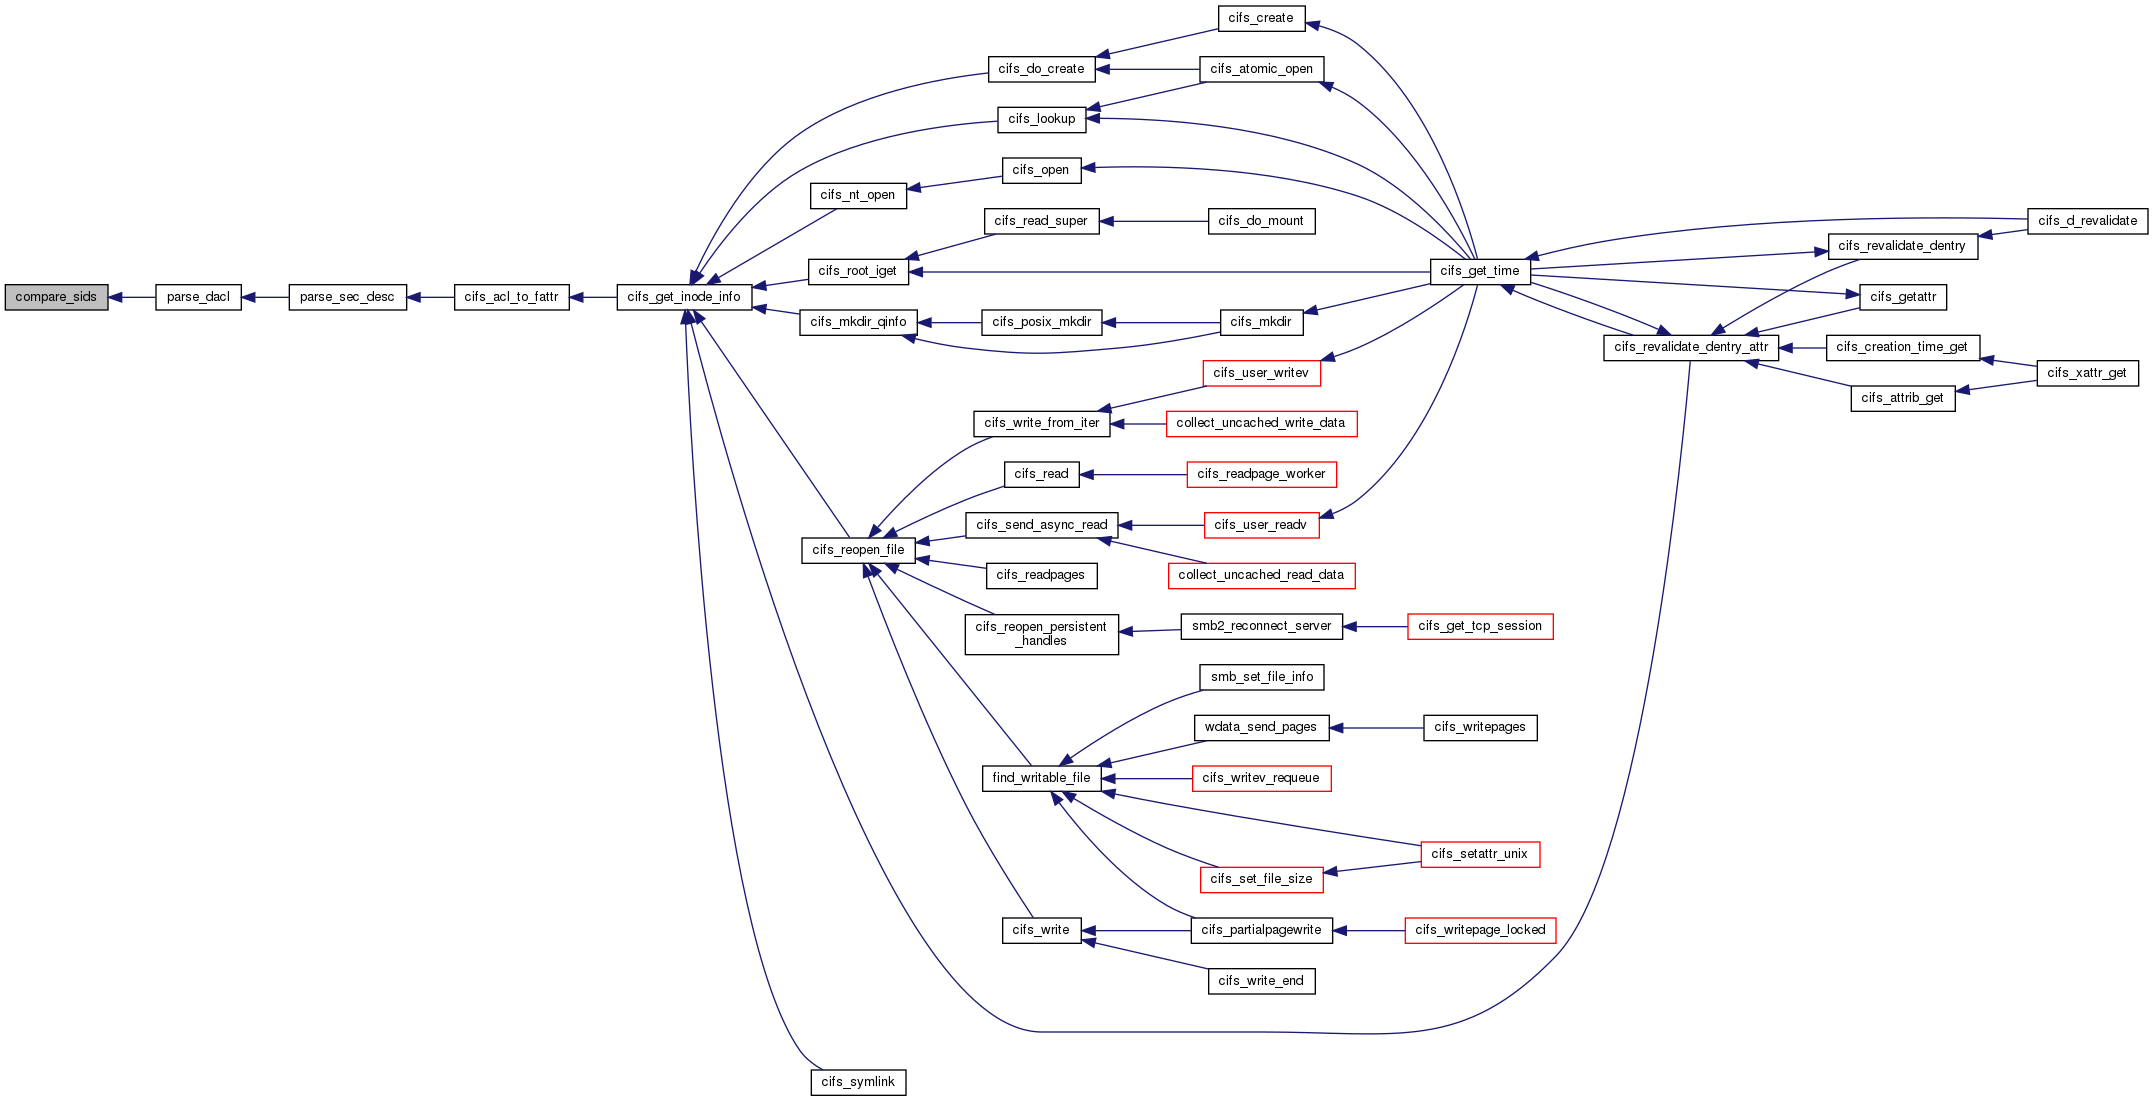 compare_sids
parse_dacl
parse_sec_desc
cifs_acl_to_fattr
cifs_get_inode_info
cifs_do_create
cifs_lookup
cifs_nt_open
cifs_root_iget
cifs_mkdir_qinfo
cifs_reopen_file
cifs_symlink
cifs_open
cifs_read_super
cifs_posix_mkdir
cifs_write_from_iter
cifs_read
cifs_send_async_read
cifs_readpages
cifs_reopen_persistent
_handles
find_writable_file
cifs_write
cifs_create
cifs_atomic_open
cifs_do_mount
cifs_mkdir
cifs_user_writev
collect_uncached_write_data
cifs_readpage_worker
cifs_user_readv
collect_uncached_read_data
smb2_reconnect_server
smb_set_file_info
wdata_send_pages
cifs_writev_requeue
cifs_set_file_size
cifs_partialpagewrite
cifs_write_end
cifs_get_time
cifs_get_tcp_session
cifs_writepages
cifs_setattr_unix
cifs_writepage_locked
cifs_revalidate_dentry_attr
cifs_revalidate_dentry
cifs_getattr
cifs_creation_time_get
cifs_attrib_get
cifs_d_revalidate
cifs_xattr_get